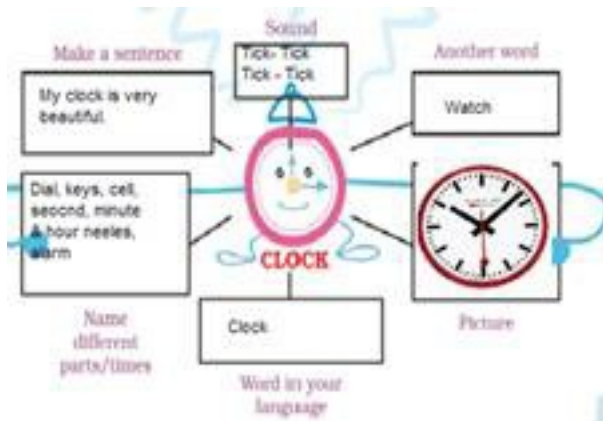 Sound
Make a sentence
Tick- Tick
Tick - Tick
Another word
My clock is very
beautiful.
Watch
Dial, keys, cell,
second, minute
& hour neeles,
alarm
CLOCK
Name
different
parts/times
Clock
Picture
Word in your
language